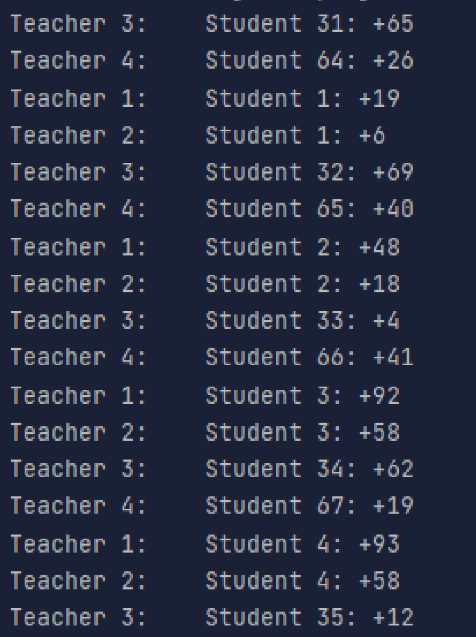 Teacher 3: Student 31: +65
Teacher 4: Student 64: +26
Teacher 1: Student 1: +19
Teacher 2: Student 1: +6
Teacher 3: Student 32: +69
Teacher 4: Student 65: +40
Teacher 1: Student 2: +48
Teacher 2: Student 2: +18
Teacher 3: Student 33: +4
Teacher 4: Student 66: +41
Teacher 1: Student 3: +92
Teacher 2: Student 3: +58
Teacher 3: Student 34: +62
Teacher 4: Student 67: +19
Teacher 1: Student 4: +93
Teacher 2: Student 4: +58
Teacher 3: Student 35: +12